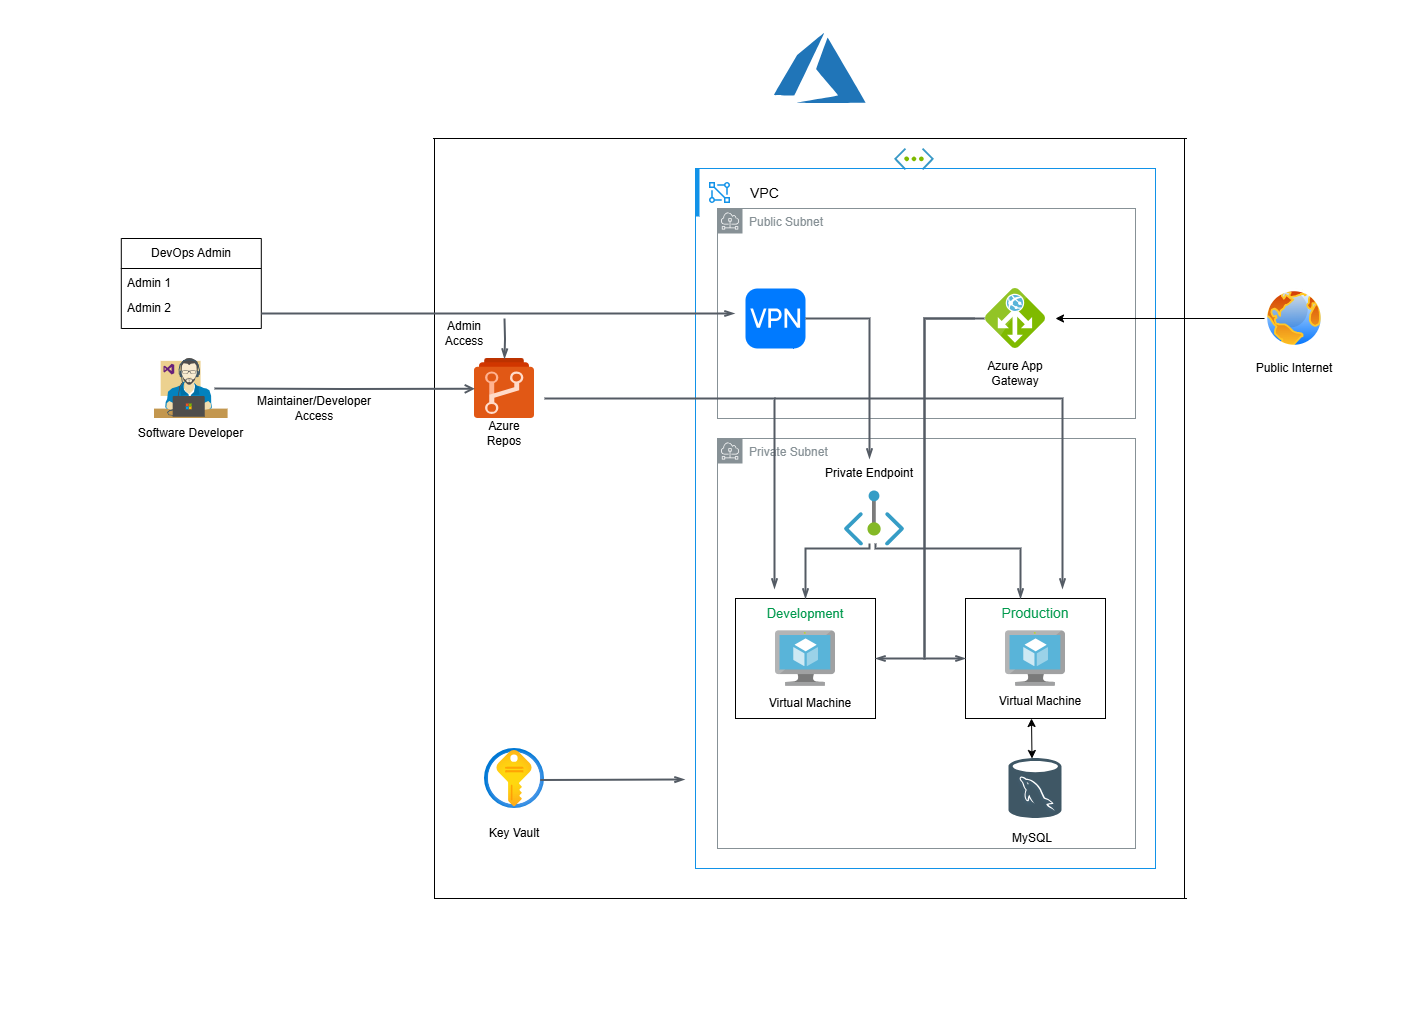 VPC
Public Subnet
DevOps Admin
Admin 1
Admin 2
VPN
Admin
Access
Azure App
Gateway
Public Internet
Maintainer/Developer
Access
Software Developer
Azure
Repos
Private Subnet
Private Endpoint
Development
Virtual Machine
Production
Virtual Machine
Key Vault
MySQL